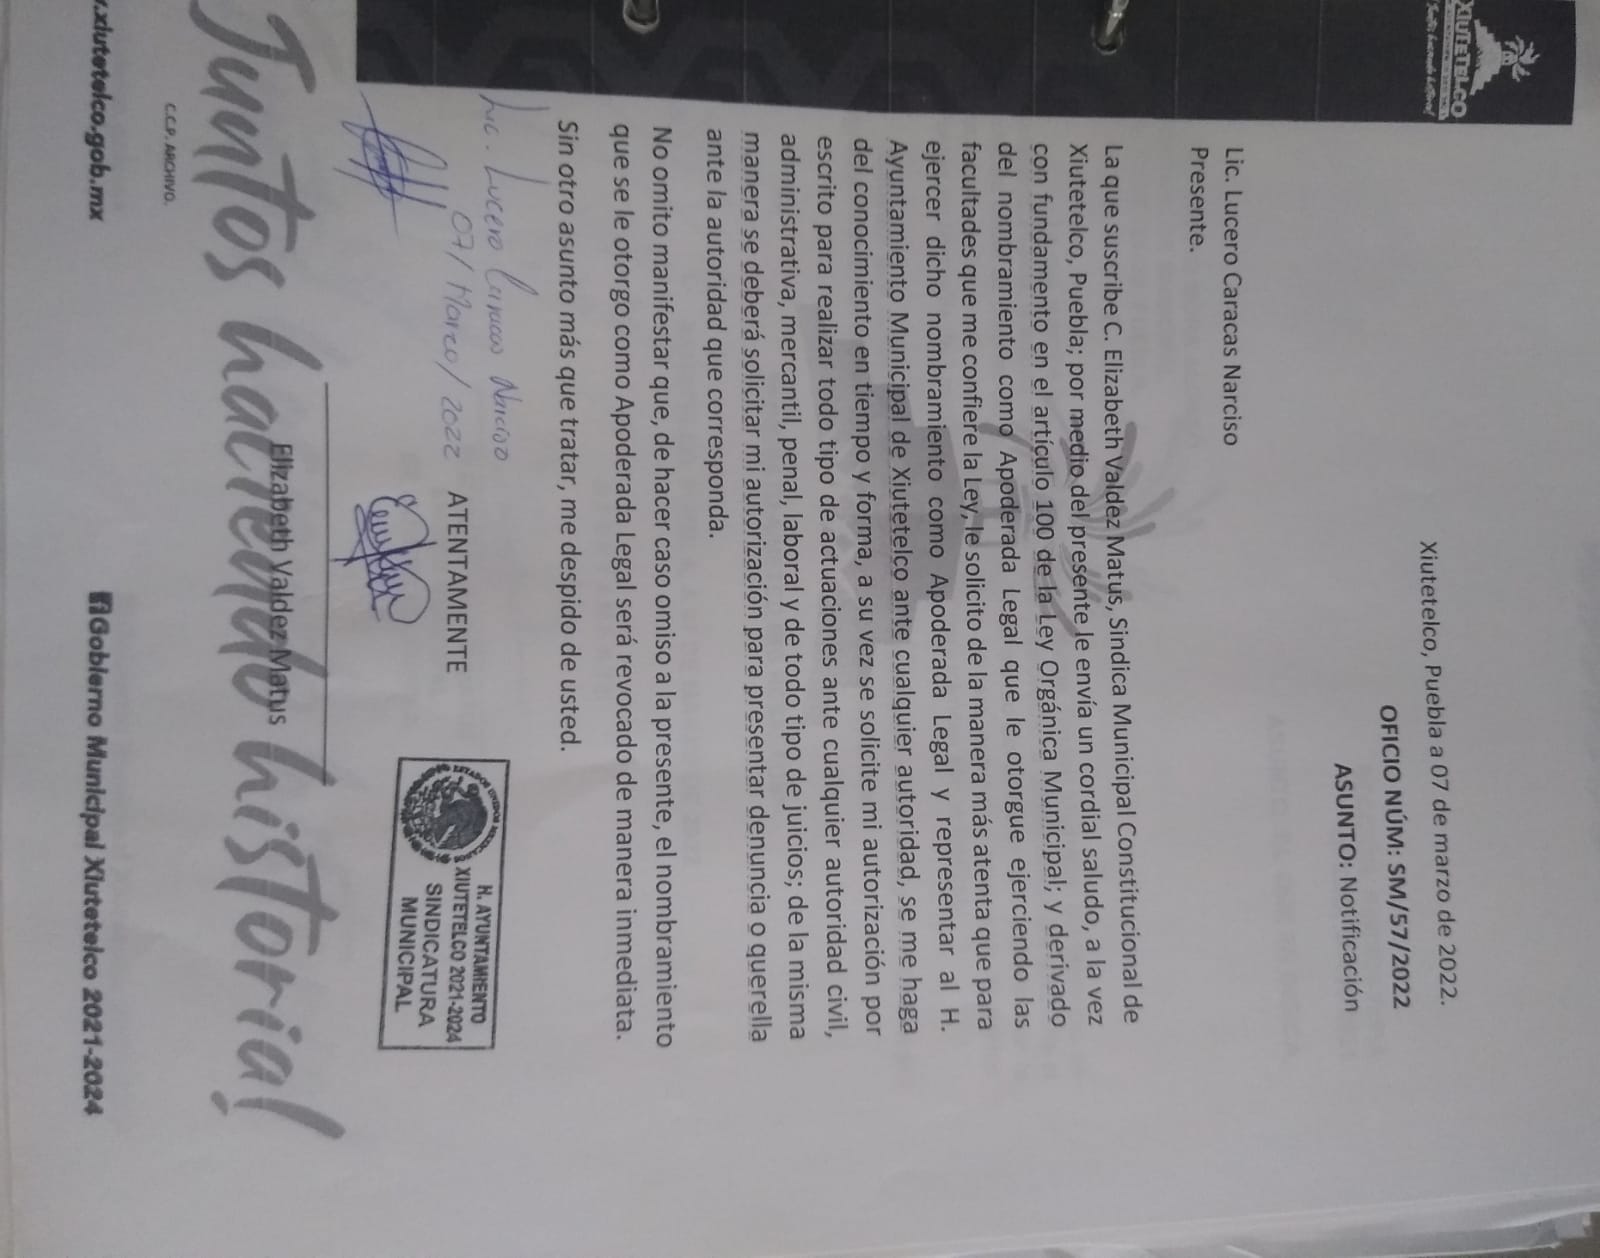 XIUTETELCO
Xiutetelco, Puebla a 07 de marzo de 2022.
OFICIO NÚM: SM/57/2022
ASUNTO: Notificación
Lic. Lucero Caracas Narciso
Presente.
La que suscribe C. Elizabeth Valdez Matus, Sindica Municipal Constitucional de
Xiutetelco, Puebla; por medio del presente le envía un cordial saludo, a la vez
con fundamento en el artículo 100 de la Ley Orgánica Municipal; y derivado
del nombramiento como Apoderada Legal que le otorgue ejerciendo las
facultades que me confiere la Ley, le solicito de la manera más atenta que para
ejercer dicho nombramiento como Apoderada Legal y representar al H.
Ayuntamiento Municipal de Xiutetelco ante cualquier autoridad, se me haga
del conocimiento en tiempo y forma, a su vez se solicite mi autorización por
escrito para realizar todo tipo de actuaciones ante cualquier autoridad civil,
administrativa, mercantil, penal, laboral y de todo tipo de juicios; de la misma
manera se deberá solicitar mi autorización para presentar denuncia o querella
ante la autoridad que corresponda.
No omito manifestar que, de hacer caso omiso a la presente, el nombramiento
que se le otorgo como Apoderada Legal será revocado de manera inmediata.
Sin otro asunto más que tratar, me despido de usted.
Lic. Lucero Caracas Narciso
07/Marzo/2022
ATENTAMENTE
ESTADOS UNIDOS MEXICANOS
H. AYUNTAMIENTO
XIUTETELCO 2021-2024
SINDICATURA
MUNICIPAL
Elizabeth Valdez Matus
Juntos haciendo historia!
C.C.P. ARCHIVO.
.xiutetelco.gob.mx
Gobierno Municipal Xiutetelco 2021-2024